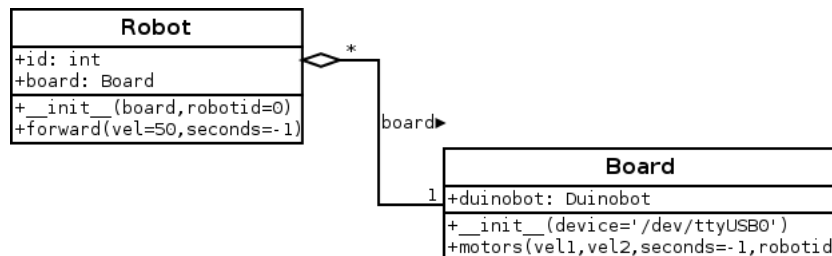 Robot
+id: int
+board: Board
+__init__(board,robotid=0)
+forward(vel=50,seconds=-1)
*
board▶
1
Board
+duinobot: Duinobot
+__init__(device='/dev/ttyUSB0')
+motors(vel1,vel2,seconds=-1,robotid